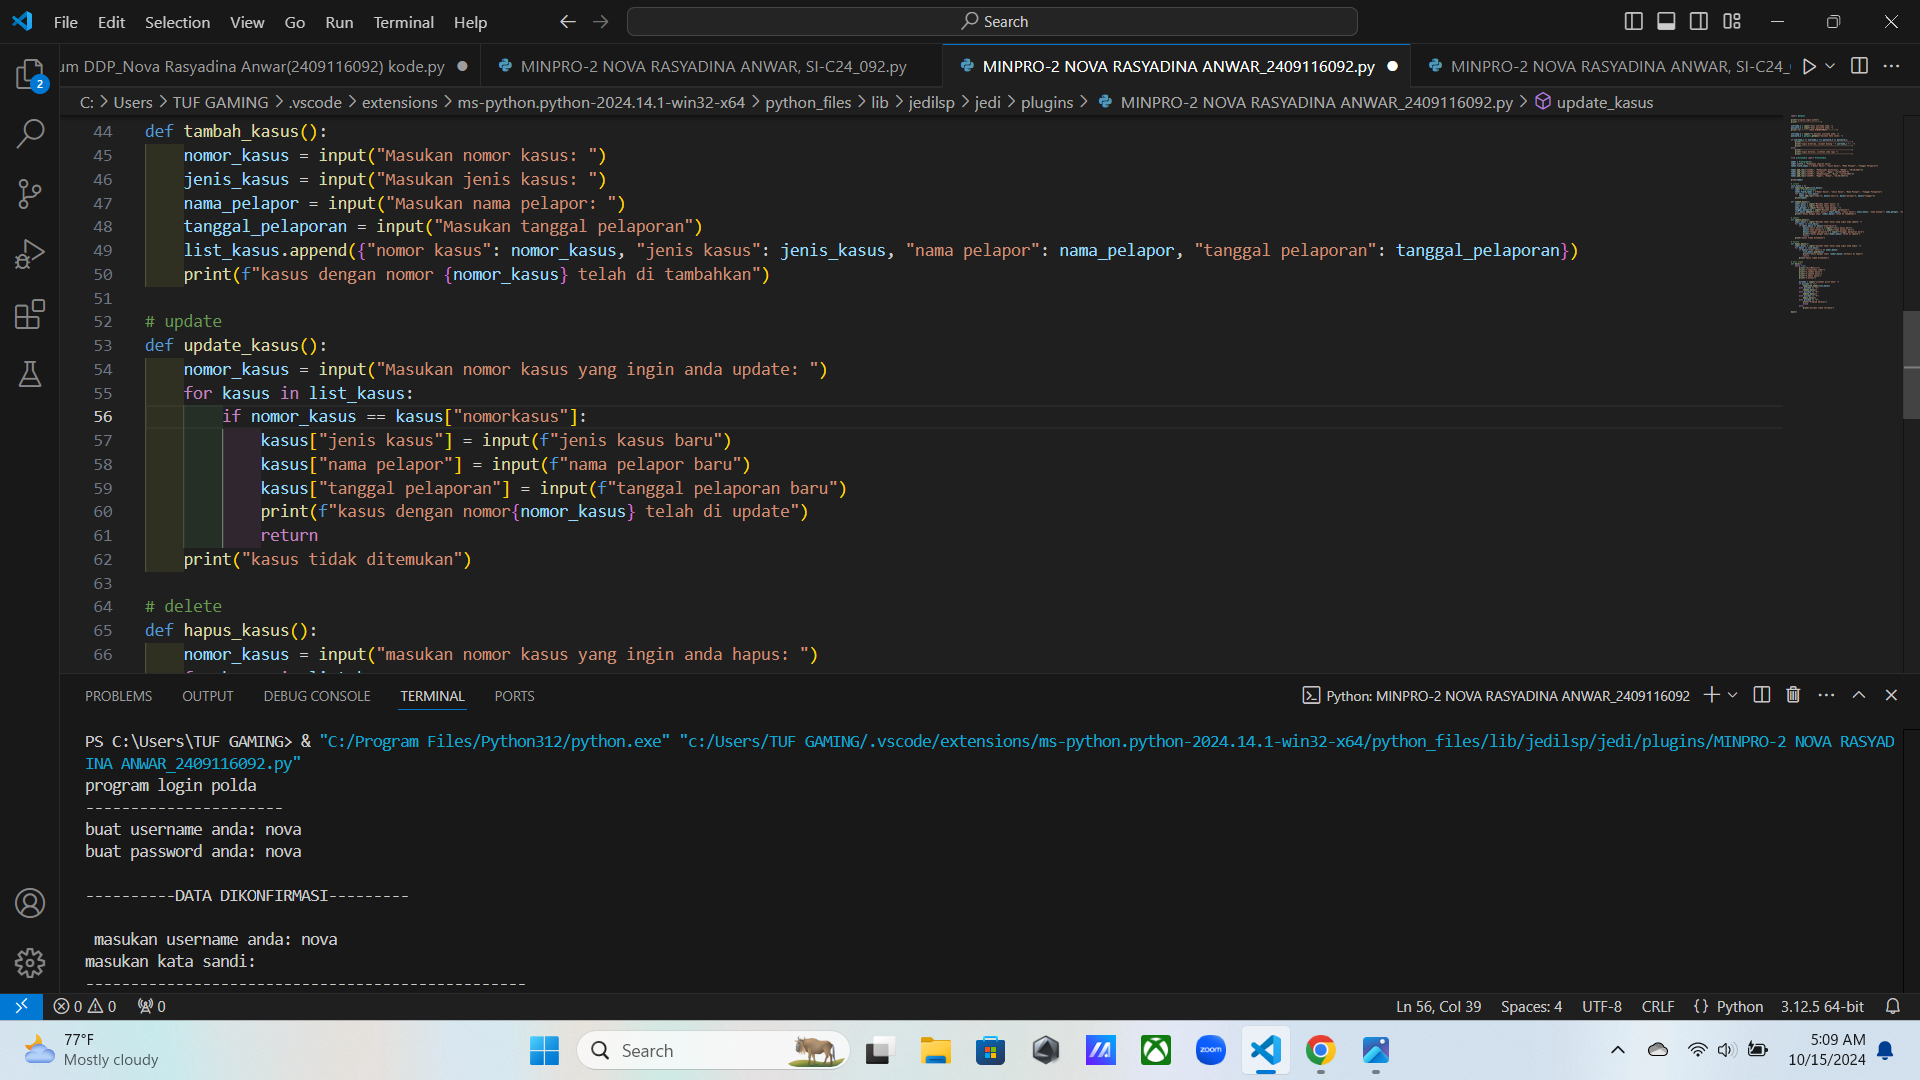 File Edit Selection View Go Run Terminal Help
Search
um DDP_Nova Rasyadina Anwar(2409116092) kode.py
MINPRO-2 NOVA RASYADINA ANWAR, SI-C24_092.py
MINPRO-2 NOVA RASYADINA ANWAR_2409116092.py
MINPRO-2 NOVA RASYADINA ANWAR, SI-C24_
2
C: > Users > TUF GAMING > .vscode > extensions > ms-python.python-2024.14.1-win32-x64 > python_files > lib > jedilsp > jedi > plugins > MINPRO-2 NOVA RASYADINA ANWAR_2409116092.py > update_kasus
44 def tambah_kasus():
45 nomor_kasus = input("Masukan nomor kasus: ")
46 jenis_kasus = input("Masukan jenis kasus: ")
47 nama_pelapor = input("Masukan nama pelapor: ")
48 tanggal_pelaporan = input("Masukan tanggal pelaporan")
49 list_kasus.append({"nomor kasus": nomor_kasus, "jenis kasus": jenis_kasus, "nama pelapor": nama_pelapor, "tanggal pelaporan": tanggal_pelaporan})
50 print(f"kasus dengan nomor {nomor_kasus} telah di tambahkan")
51
52 # update
53 def update_kasus():
54 nomor_kasus = input("Masukan nomor kasus yang ingin anda update: ")
55 for kasus in list_kasus:
56 if nomor_kasus == kasus["nomorkasus"]:
57 kasus["jenis kasus"] = input(f"jenis kasus baru")
58 kasus["nama pelapor"] = input(f"nama pelapor baru")
59 kasus["tanggal pelaporan"] = input(f"tanggal pelaporan baru")
60 print(f"kasus dengan nomor{nomor_kasus} telah di update")
61 return
62 print("kasus tidak ditemukan")
63
64 # delete
65 def hapus_kasus():
66 nomor_kasus = input("masukan nomor kasus yang ingin anda hapus: ")
PROBLEMS OUTPUT DEBUG CONSOLE TERMINAL PORTS
Python: MINPRO-2 NOVA RASYADINA ANWAR_2409116092
PS C:\Users\TUF GAMING> & "C:/Program Files/Python312/python.exe" "c:/Users/TUF GAMING/.vscode/extensions/ms-python.python-2024.14.1-win32-x64/python_files/lib/jedilsp/jedi/plugins/MINPRO-2 NOVA RASYAD
INA ANWAR_2409116092.py"
program login polda
----------------------
buat username anda: nova
buat password anda: nova
----------DATA DIKONFIRMASI---------
masukan username anda: nova
masukan kata sandi:
-------------------------------------------------
0 0 0
Ln 56, Col 39 Spaces: 4 UTF-8 CRLF {} Python 3.12.5 64-bit
77°F
Mostly cloudy
Search
zoom
5:09 AM
10/15/2024